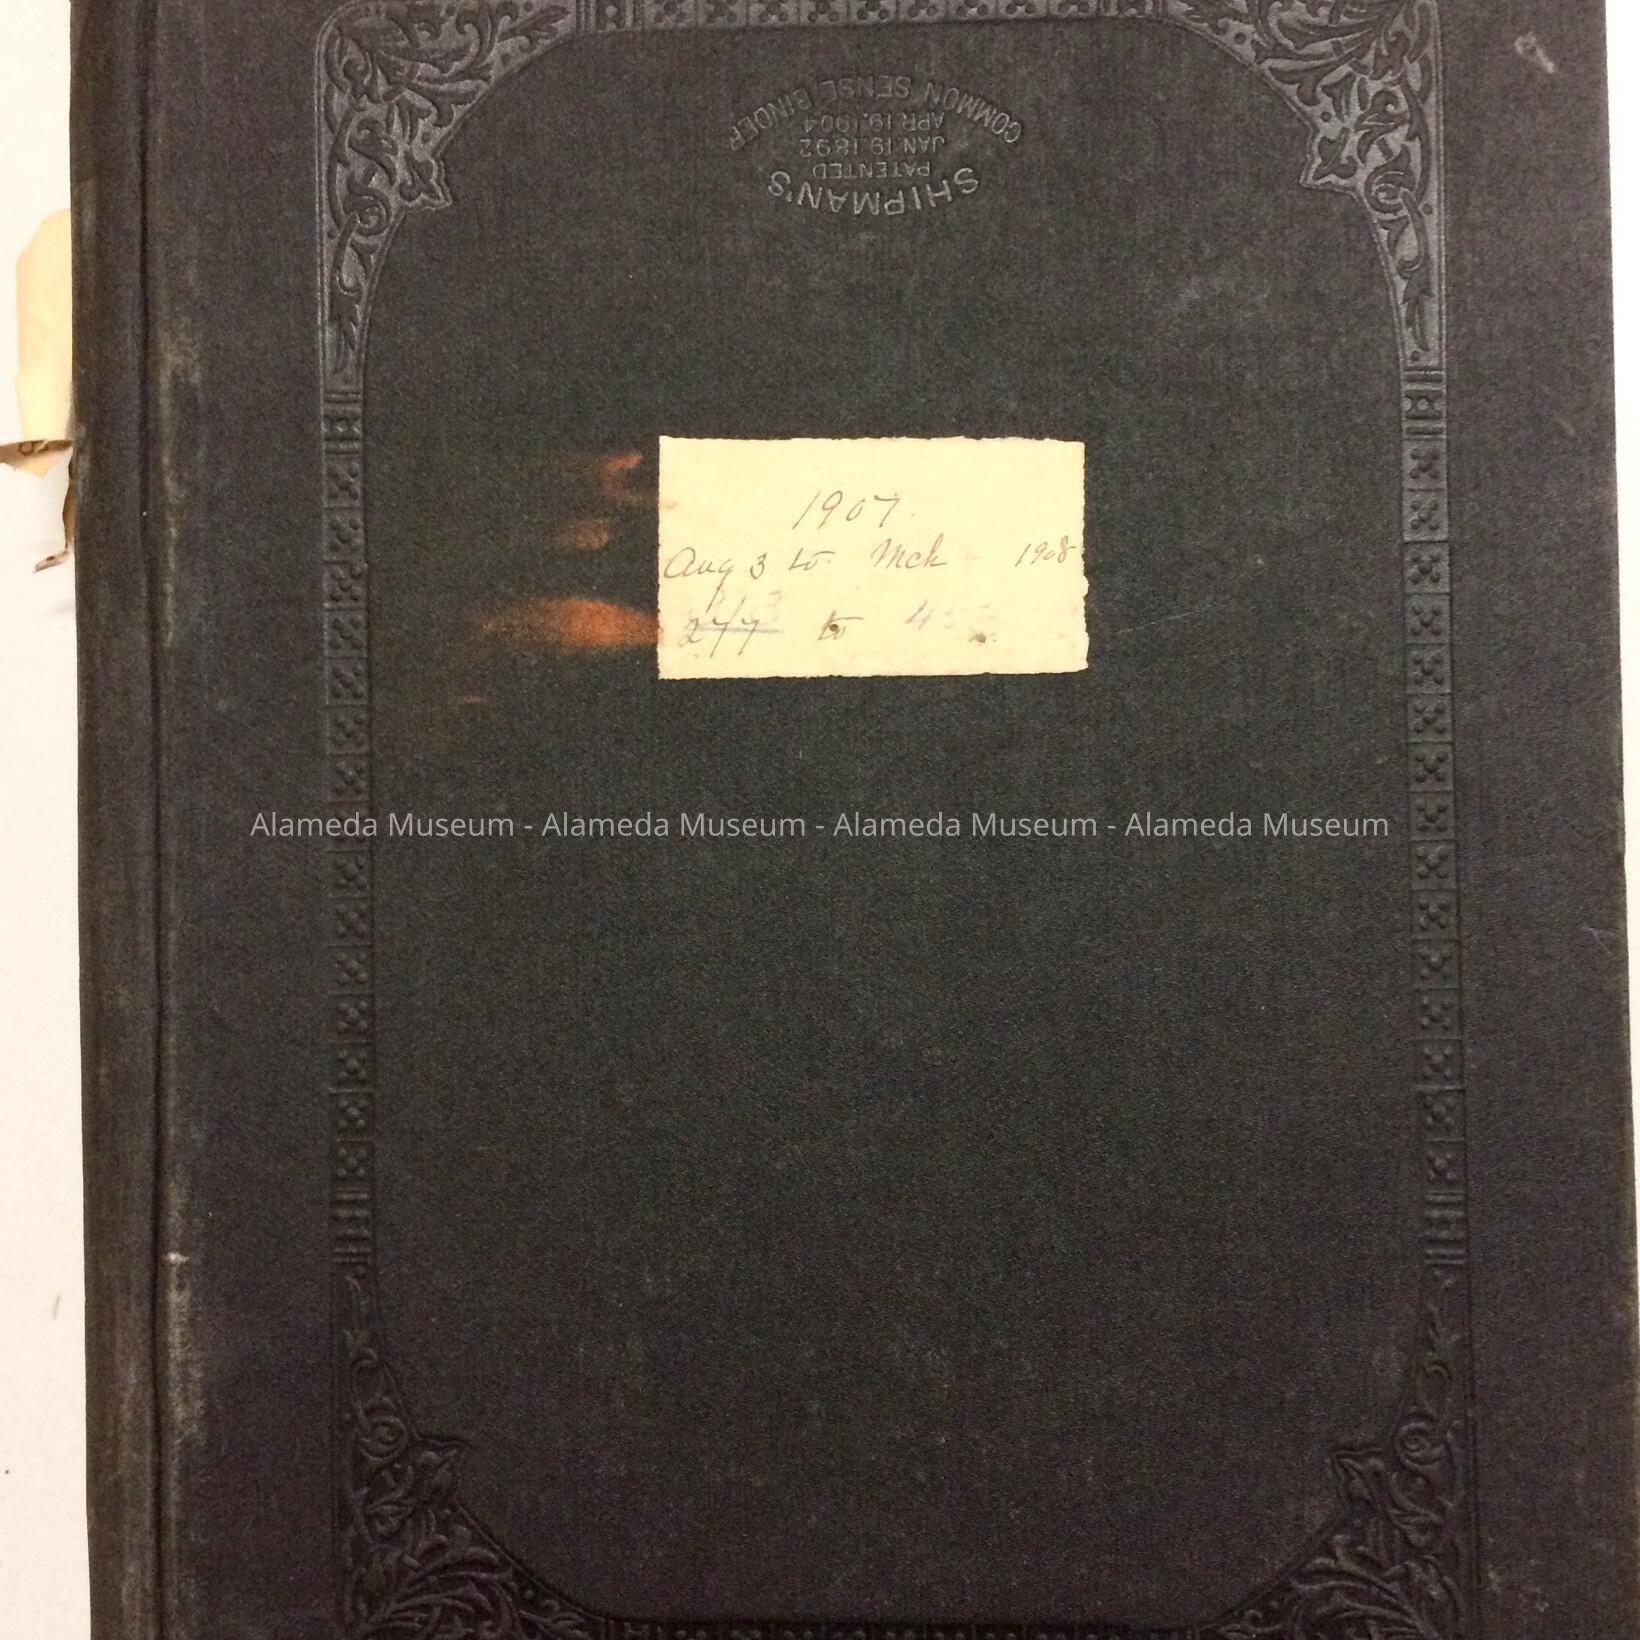 COMMON SENSE BINDER
APR. 19. 1904
JAN. 19. 1892
PATENTED
SHIPMAN'S
1907.
Aug 3 to Mch 1908
277 to
Alameda Museum - Alameda Museum - Alameda Museum - Alameda Museum